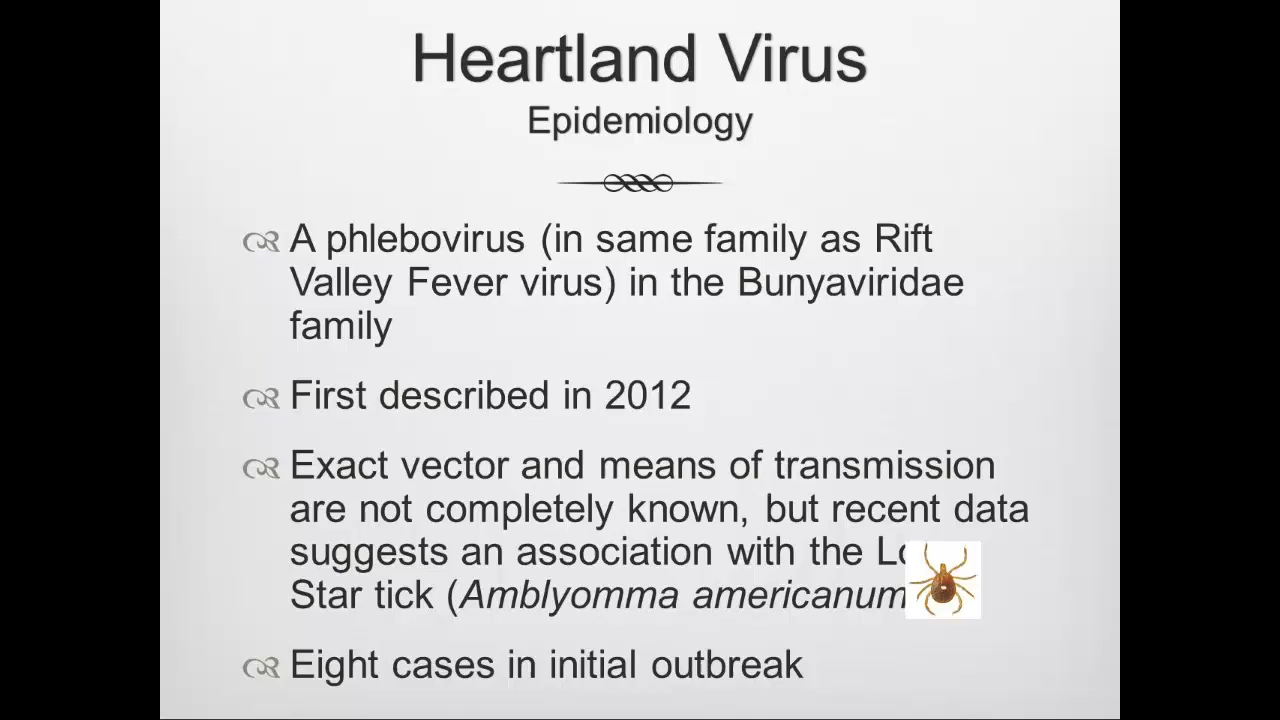 Heartland Virus
Epidemiology
A phlebovirus (in same family as Rift
Valley Fever virus) in the Bunyaviridae
family
First described in 2012
Exact vector and means of transmission
are not completely known, but recent data
suggests an association with the
Star tick (Amblyomma americanum
Eight cases in initial outbreak